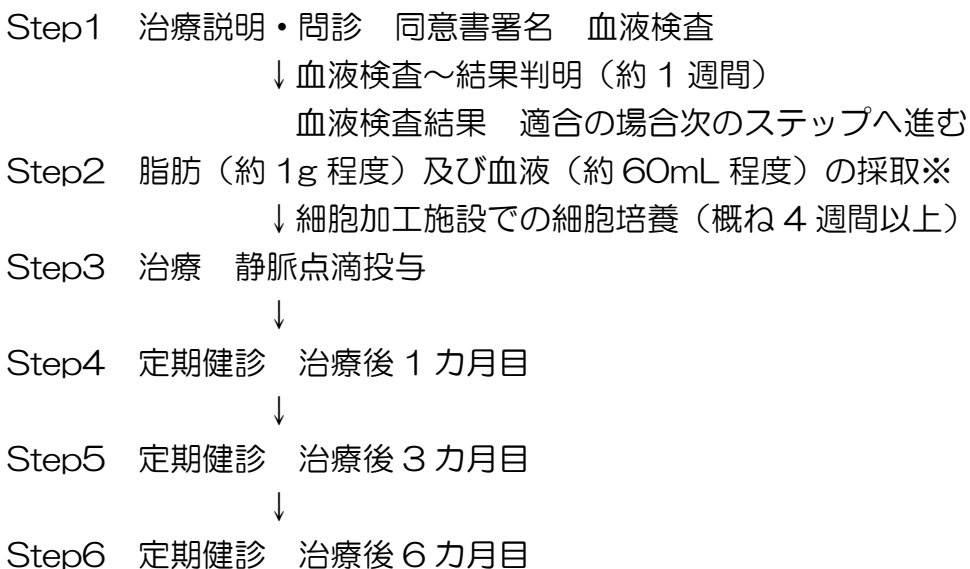 Step1　治療説明・問診　同意書署名　血液検査
↓血液検査～結果判明（約 1 週間）
血液検査結果　適合の場合次のステップへ進む
Step2　脂肪（約 1g 程度）及び血液（約 60mL 程度）の採取※
↓細胞加工施設での細胞培養（概ね 4 週間以上）
Step3　治療　静脈点滴投与
↓
Step4　定期健診　治療後 1 カ月目
↓
Step5　定期健診　治療後 3 カ月目
↓
Step6　定期健診　治療後 6 カ月目